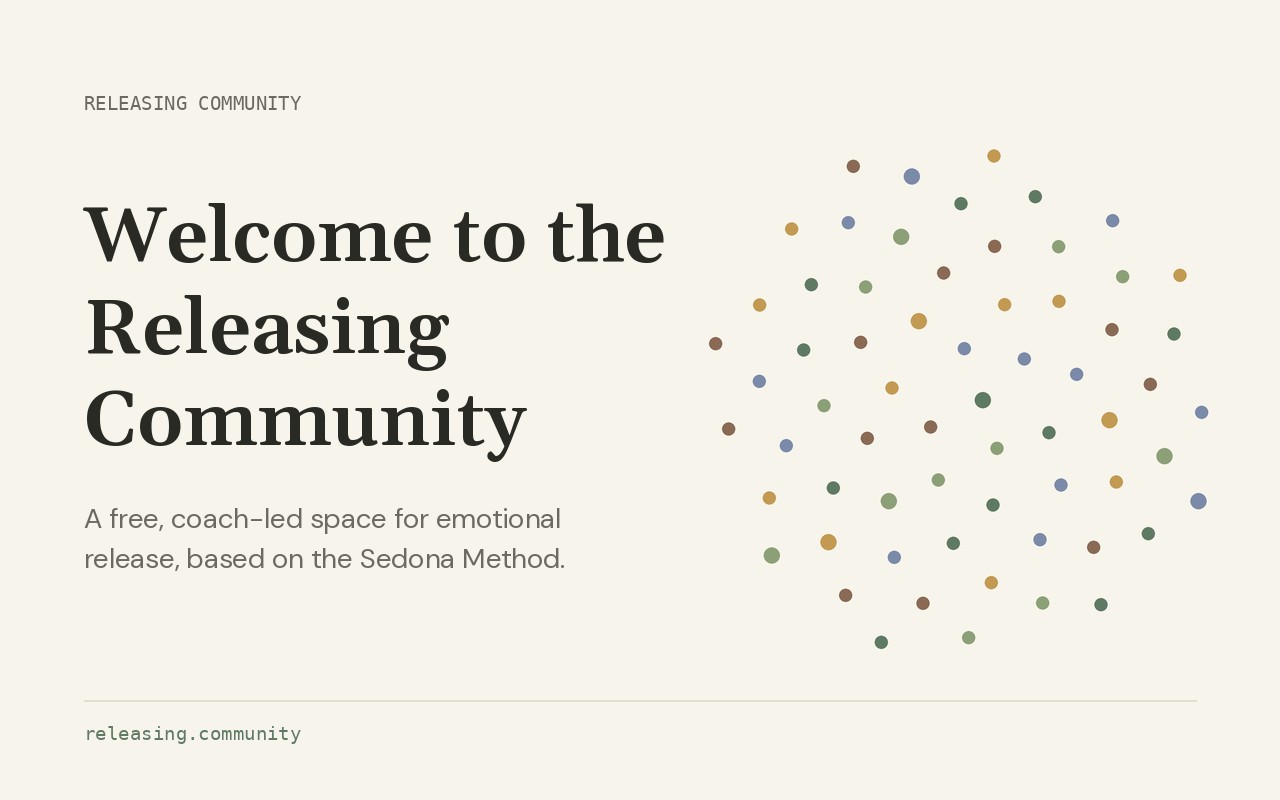 RELEASING COMMUNITY
Welcome to the
Releasing
Community
A free, coach-led space for emotional
release, based on the Sedona Method.
releasing.community